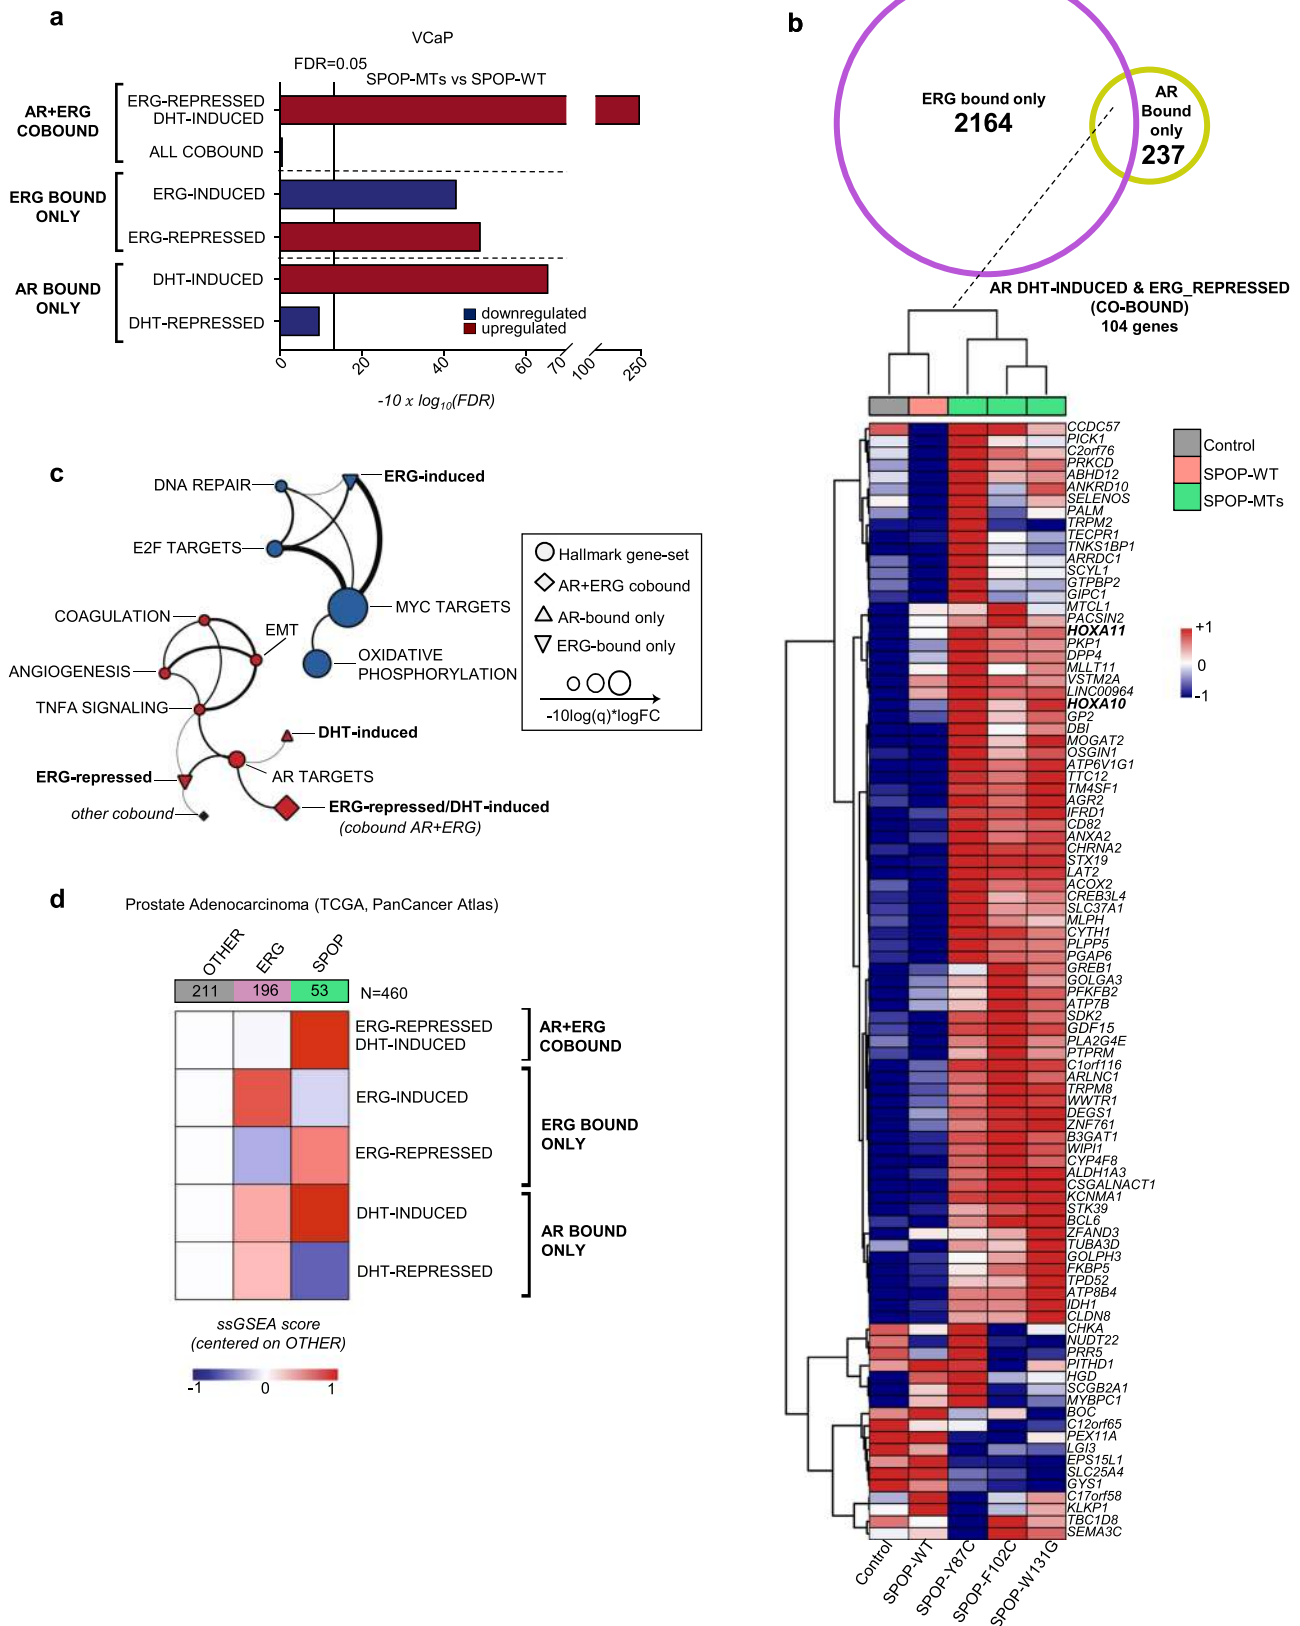 a
VCaP
FDR=0.05
SPOP-MTs vs SPOP-WT
AR+ERG
COBOUND
ERG-REPRESSED
DHT-INDUCED
ALL COBOUND
ERG BOUND
ONLY
ERG-INDUCED
ERG-REPRESSED
AR BOUND
ONLY
DHT-INDUCED
DHT-REPRESSED
downregulated
upregulated
0
20
40
60
70
100
250
-10 x log10(FDR)
b
ERG bound only
2164
AR
Bound
only
237
AR DHT-INDUCED & ERG_REPRESSED
(CO-BOUND)
104 genes
CCDC57
PICK1
C2orf76
PRKCD
ABHD12
ANKRD10
SELENOS
PALM
TRPM2
TECPR1
TNKS1BP1
ARRDC1
SCYL1
GTPBP2
GIPC1
MTCL1
PACSIN2
HOXA11
PKP1
DPP4
MLLT11
VSTM2A
LINC00964
HOXA10
GP2
DBI
MOGAT2
OSGIN1
ATP6V1G1
TTC12
TM4SF1
AGR2
IFRD1
CD82
ANXA2
CHRNA2
STX19
LAT2
ACOX2
CREB3L4
SLC37A1
MLPH
CYTH1
PLPP5
PGAP6
GREB1
GOLGA3
PFKFB2
ATP7B
SDK2
GDF15
PLA2G4E
PTPRM
C1orf116
ARLNC1
TRPM8
WWTR1
DEGS1
ZNF761
B3GAT1
WIPI1
CYP4F8
ALDH1A3
CSGALNACT1
KCNMA1
STK39
BCL6
ZFAND3
TUBA3D
GOLPH3
FKBP5
TPD52
ATP8B4
IDH1
CLDN8
CHKA
NUDT22
PRR5
PITHD1
HGD
SCGB2A1
MYBPC1
BOC
C12orf65
PEX11A
LGI3
EPS15L1
SLC25A4
GYS1
C17orf58
KLKP1
TBC1D8
SEMA3C
Control
SPOP-WT
SPOP-Y87C
SPOP-F102C
SPOP-W131G
Control
SPOP-WT
SPOP-MTs
+1
0
-1
c
DNA REPAIR
ERG-induced
E2F TARGETS
MYC TARGETS
COAGULATION
EMT
ANGIOGENESIS
OXIDATIVE
PHOSPHORYLATION
TNFA SIGNALING
DHT-induced
ERG-repressed
AR TARGETS
other cobound
ERG-repressed/DHT-induced
(cobound AR+ERG)
Hallmark gene-set
AR+ERG cobound
AR-bound only
ERG-bound only
-10log(q)*logFC
d
Prostate Adenocarcinoma (TCGA, PanCancer Atlas)
OTHER
ERG
SPOP
211
196
53
N=460
ERG-REPRESSED
DHT-INDUCED
AR+ERG
COBOUND
ERG-INDUCED
ERG-REPRESSED
ERG BOUND
ONLY
DHT-INDUCED
DHT-REPRESSED
AR BOUND
ONLY
ssGSEA score
(centered on OTHER)
-1
0
1